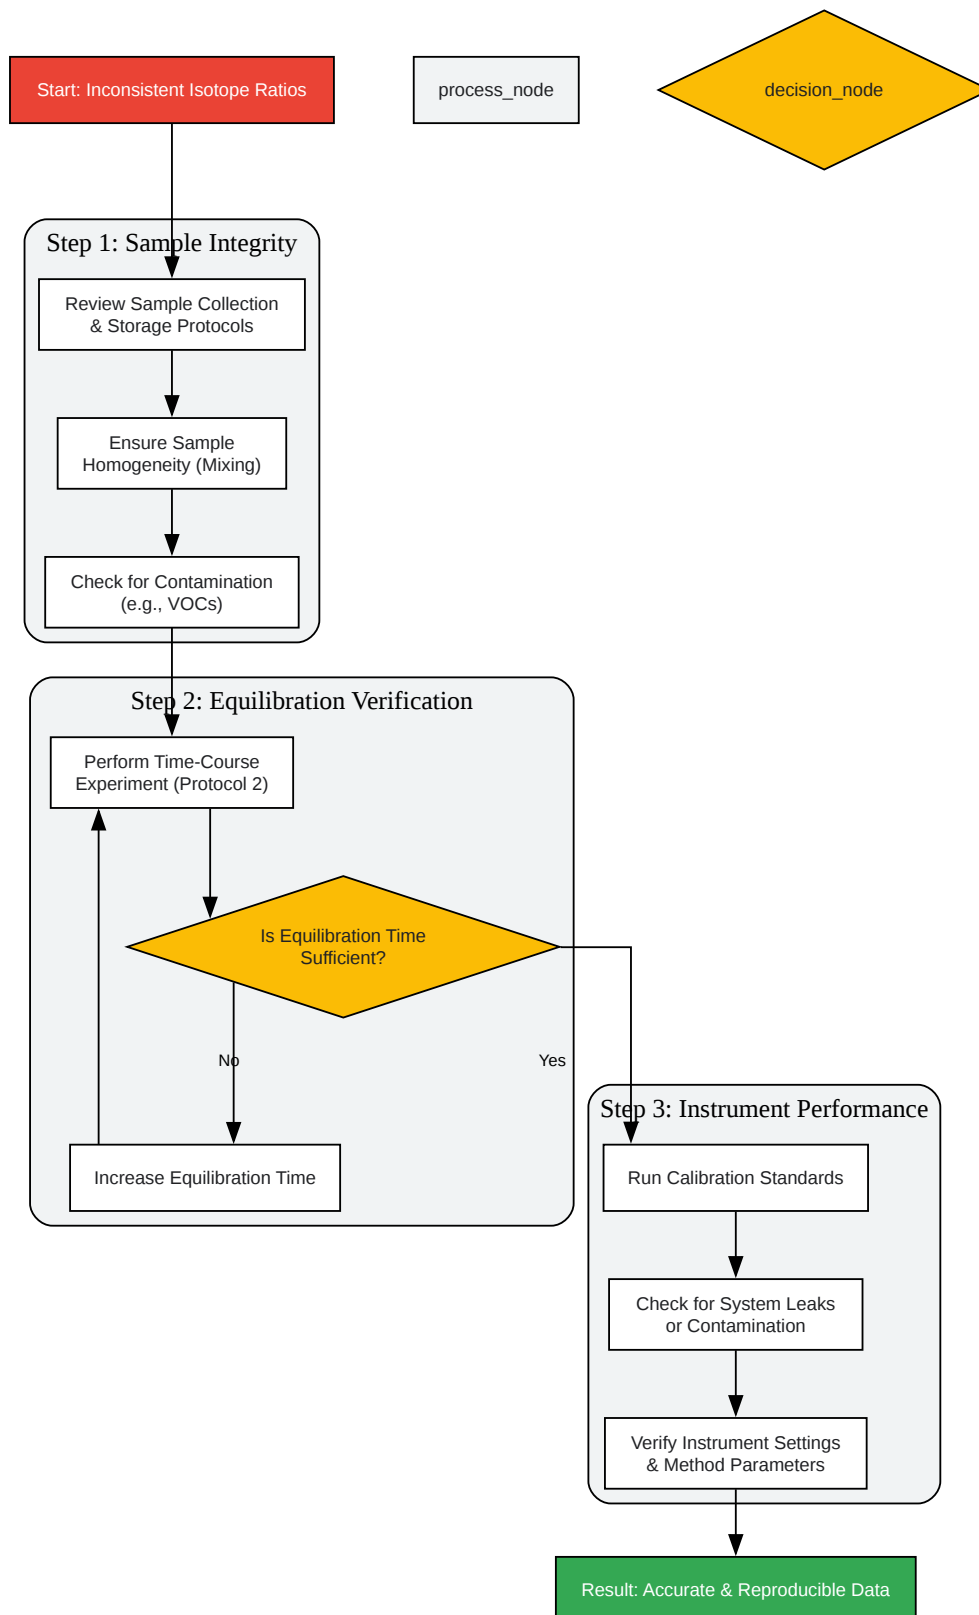 Start: Inconsistent Isotope Ratios
process_node
decision_node
Step 1: Sample Integrity
Review Sample Collection
& Storage Protocols
Ensure Sample
Homogeneity (Mixing)
Check for Contamination
(e.g., VOCs)
Step 2: Equilibration Verification
Perform Time-Course
Experiment (Protocol 2)
Is Equilibration Time
Sufficient?
No
Yes
Increase Equilibration Time
Step 3: Instrument Performance
Run Calibration Standards
Check for System Leaks
or Contamination
Verify Instrument Settings
& Method Parameters
Result: Accurate & Reproducible Data